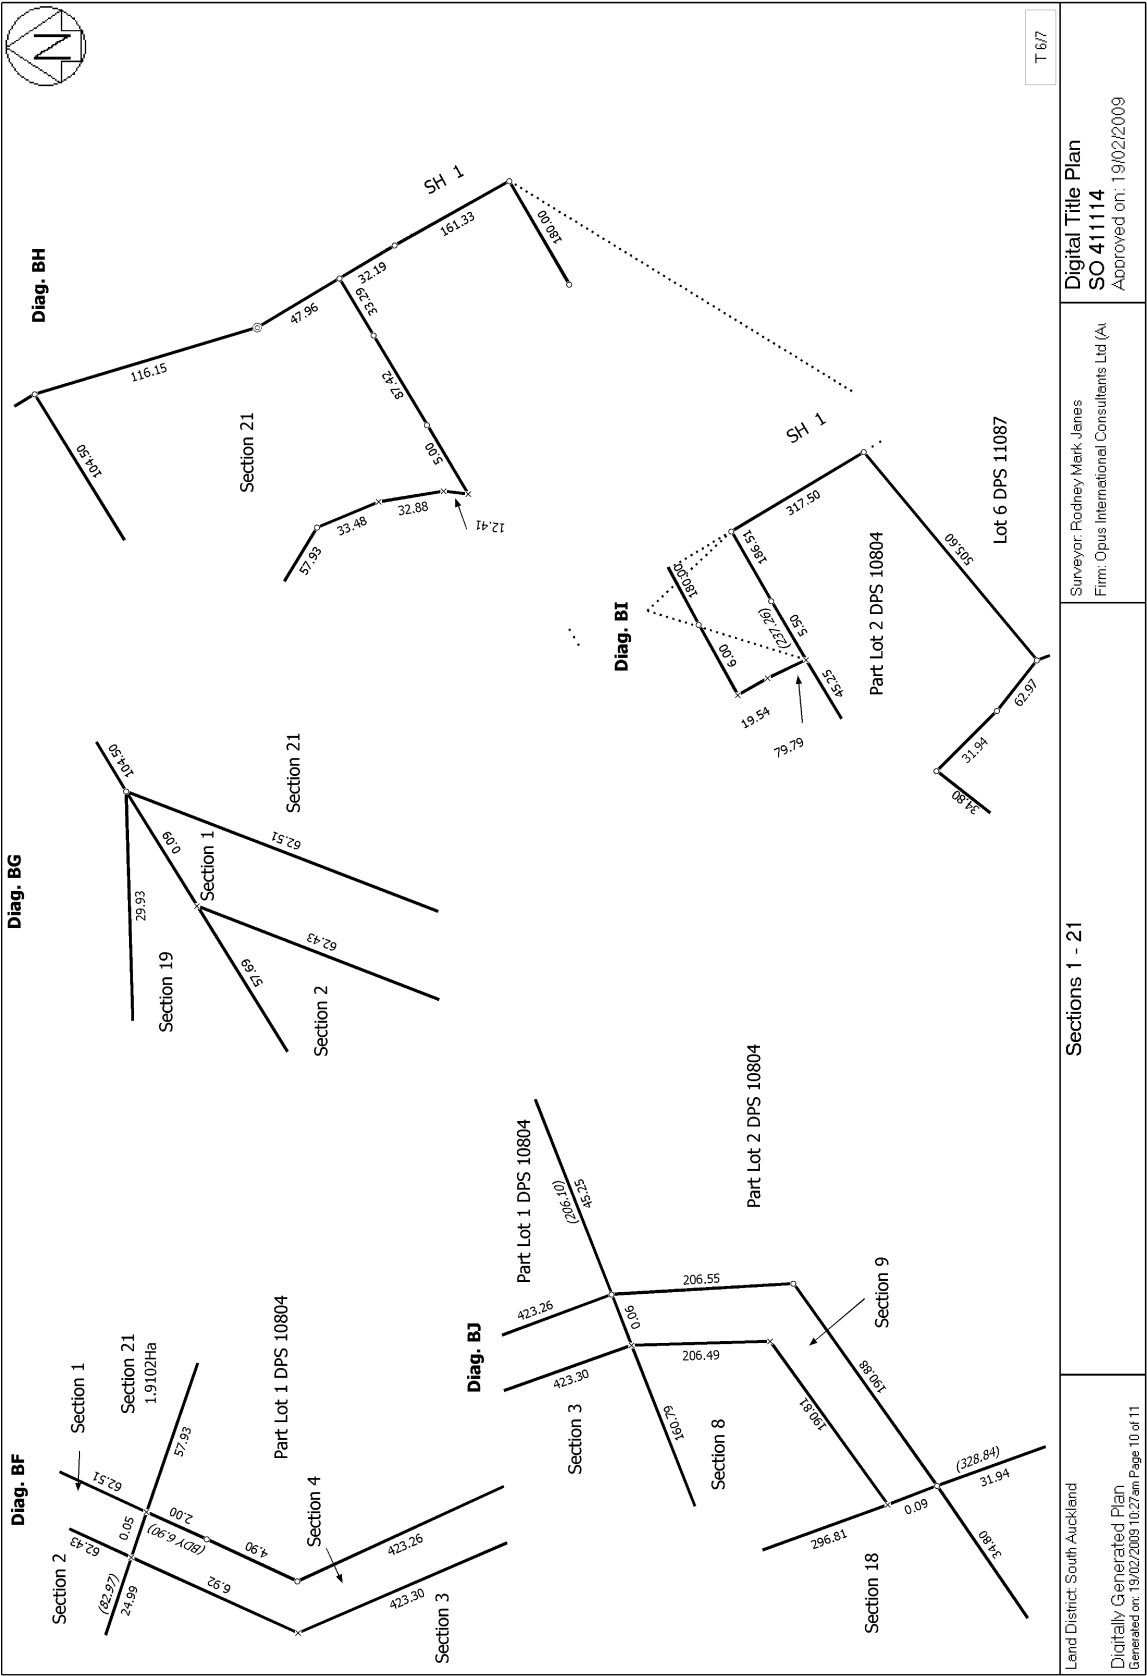 Diag. BF
Section 1
Section 21
1.9102Ha
Section 2
62.51
62.43
57.93
0.05
(82.97)
24.99
2.00
(BDY 6.90)
4.90
6.92
Part Lot 1 DPS 10804
Section 4
423.26
423.30
Section 3
Diag. BG
104.50
29.93
0.09
Section 19
Section 1
Section 21
62.51
62.43
57.69
Section 2
Diag. BH
104.50
116.15
Section 21
47.96
32.19
33.29
SH 1
161.33
180.00
87.42
5.00
57.93
33.48
32.88
12.41
Diag. BI
180.00
6.00
186.51
(237.26)
5.50
19.54
79.79
45.25
SH 1
317.50
Part Lot 2 DPS 10804
505.60
Lot 6 DPS 11087
62.97
31.94
34.80
Diag. BJ
Part Lot 1 DPS 10804
423.26
423.30
(206.10)
45.25
0.06
Section 3
160.79
206.55
206.49
Part Lot 2 DPS 10804
Section 8
190.81
190.88
Section 9
296.81
0.09
(328.84)
31.94
Section 18
34.80
N
T 6/7
Land District: South Auckland
Digitally Generated Plan
Generated on: 19/02/2009 10:27am Page 10 of 11
Sections 1 - 21
Surveyor: Rodney Mark Janes
Firm: Opus International Consultants Ltd (Au
Digital Title Plan
SO 411114
Approved on: 19/02/2009